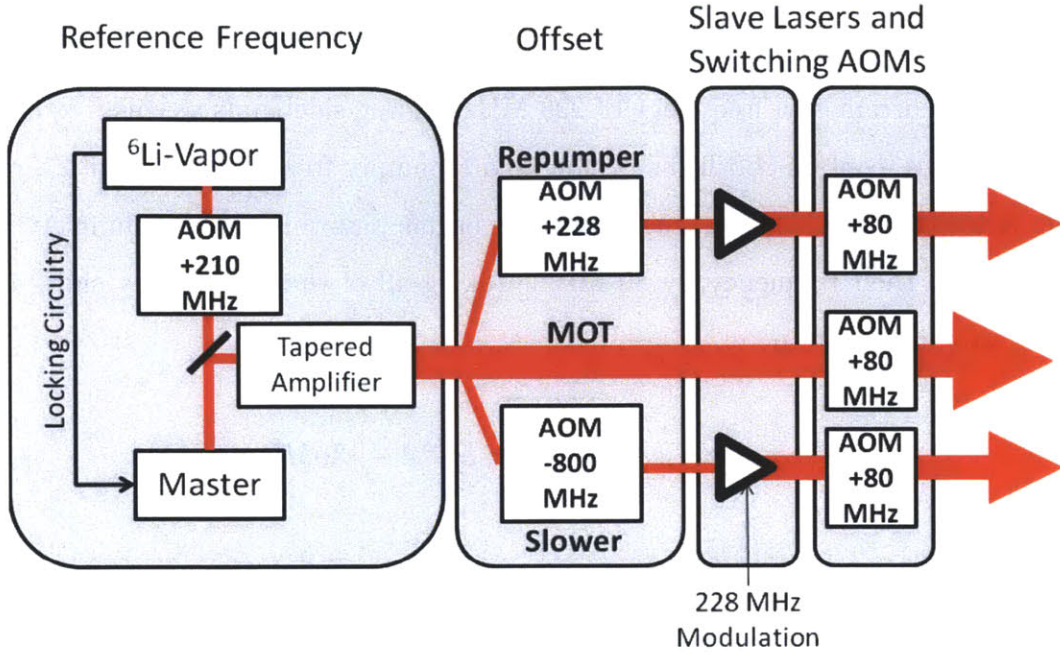 Reference Frequency
Offset
Slave Lasers and
Switching AOMs
⁶Li-Vapor
AOM
+210
MHz
Locking Circuitry
Tapered
Amplifier
Master
Repumper
AOM
+228
MHz
MOT
AOM
-800
MHz
Slower
AOM
+80
MHz
AOM
+80
MHz
AOM
+80
MHz
228 MHz
Modulation